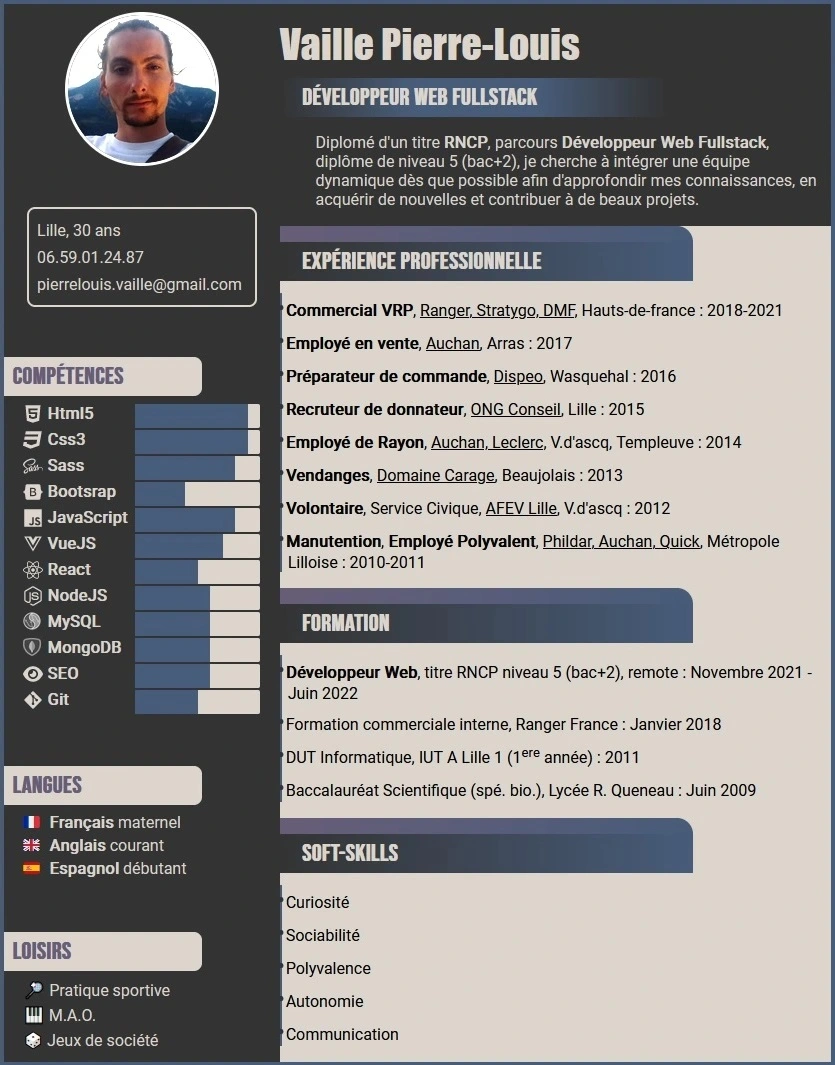 Vaille Pierre-Louis
DÉVELOPPEUR WEB FULLSTACK
Diplomé d'un titre RNCP, parcours Développeur Web Fullstack,
diplôme de niveau 5 (bac+2), je cherche à intégrer une équipe
dynamique dès que possible afin d'approfondir mes connaissances, en
acquérir de nouvelles et contribuer à de beaux projets.
Lille, 30 ans
06.59.01.24.87
pierrelouis.vaille@gmail.com
COMPÉTENCES
Html5
Css3
Sass
Bootsrap
JavaScript
VueJS
React
NodeJS
MySQL
MongoDB
SEO
Git
LANGUES
Français maternel
Anglais courant
Espagnol débutant
LOISIRS
Pratique sportive
M.A.O.
Jeux de société
EXPÉRIENCE PROFESSIONNELLE
Commercial VRP, Ranger, Stratygo, DMF, Hauts-de-france : 2018-2021
Employé en vente, Auchan, Arras : 2017
Préparateur de commande, Dispeo, Wasquehal : 2016
Recruteur de donnateur, ONG Conseil, Lille : 2015
Employé de Rayon, Auchan, Leclerc, V.d'ascq, Templeuve : 2014
Vendanges, Domaine Carage, Beaujolais : 2013
Volontaire, Service Civique, AFEV Lille, V.d'ascq : 2012
Manutention, Employé Polyvalent, Phildar, Auchan, Quick, Métropole
Lilloise : 2010-2011
FORMATION
Développeur Web, titre RNCP niveau 5 (bac+2), remote : Novembre 2021 -
Juin 2022
Formation commerciale interne, Ranger France : Janvier 2018
DUT Informatique, IUT A Lille 1 (1ere année) : 2011
Baccalauréat Scientifique (spé. bio.), Lycée R. Queneau : Juin 2009
SOFT-SKILLS
Curiosité
Sociabilité
Polyvalence
Autonomie
Communication